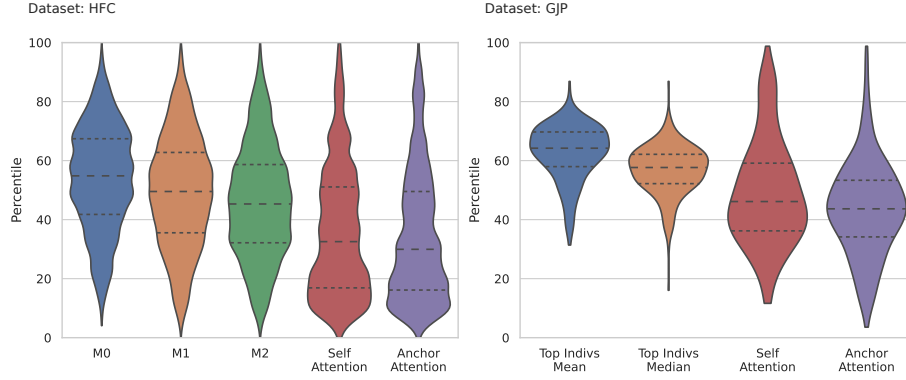 Dataset: HFC
Percentile
100
80
60
40
20
0
M0
M1
M2
Self
Attention
Anchor
Attention
Dataset: GJP
Percentile
100
80
60
40
20
0
Top Indivs
Mean
Top Indivs
Median
Self
Attention
Anchor
Attention